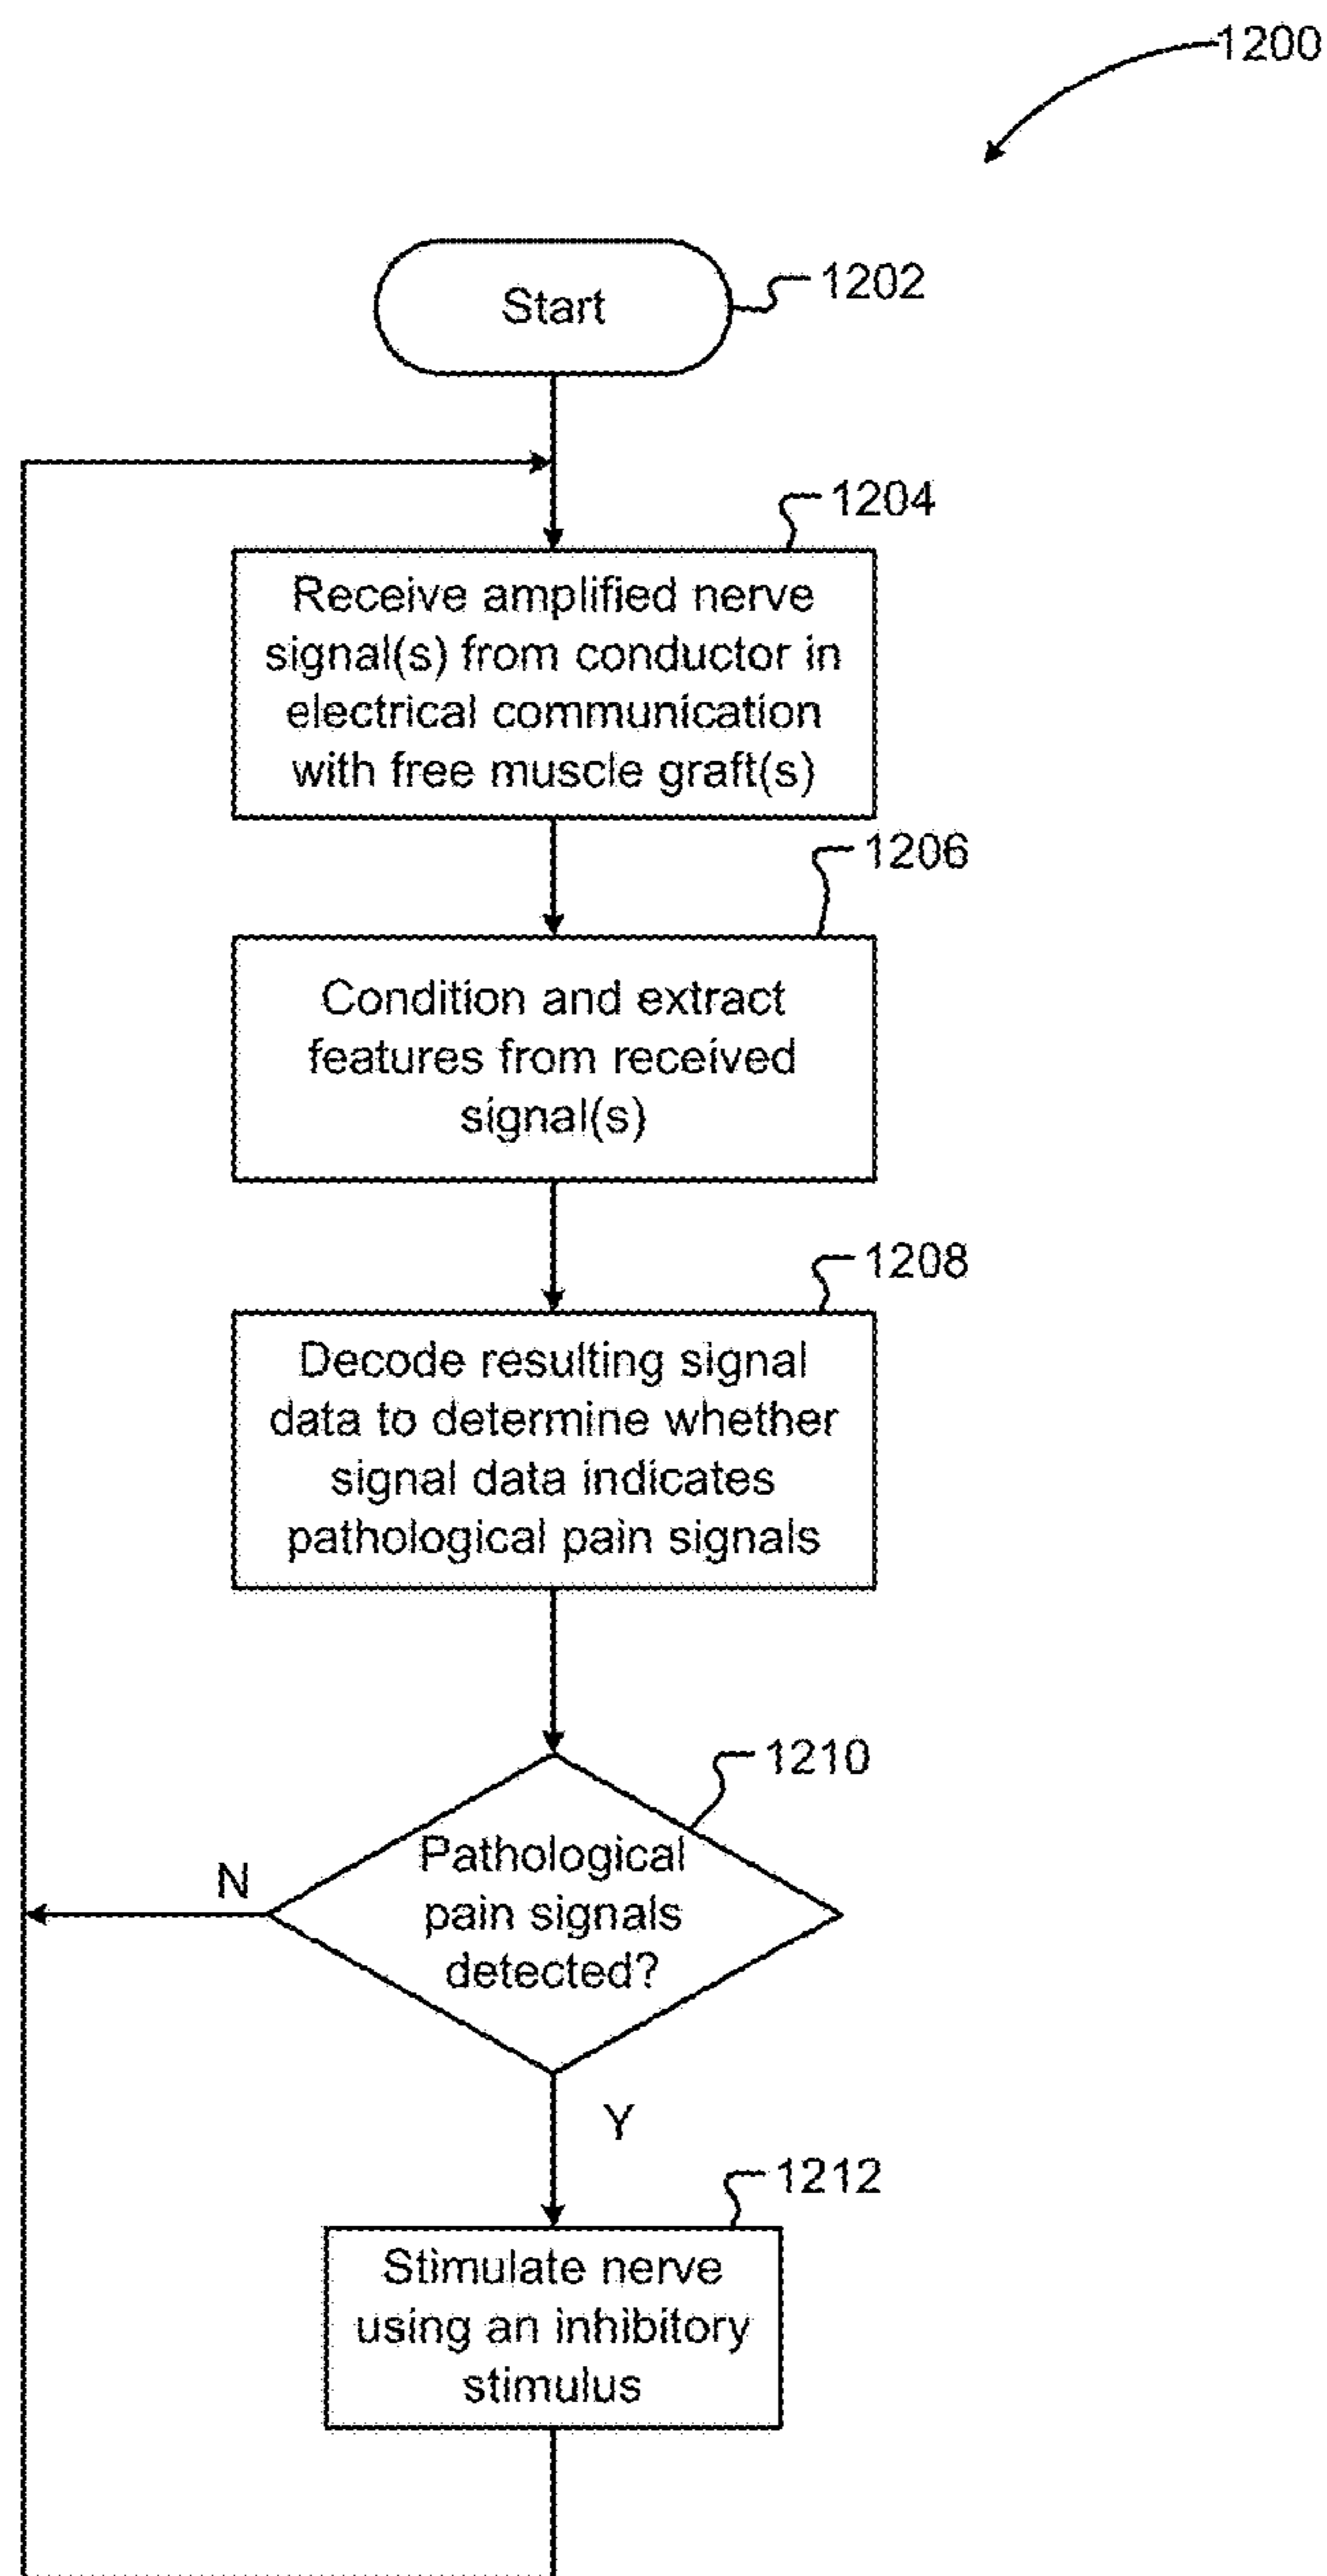 1200
Start
1202
1204
Receive amplified nerve
signal(s) from conductor in
electrical communication
with free muscle graft(s)
1206
Condition and extract
features from received
signal(s)
1208
Decode resulting signal
data to determine whether
signal data indicates
pathological pain signals
1210
Pathological
pain signals
detected?
N
Y
1212
Stimulate nerve
using an inhibitory
stimulus